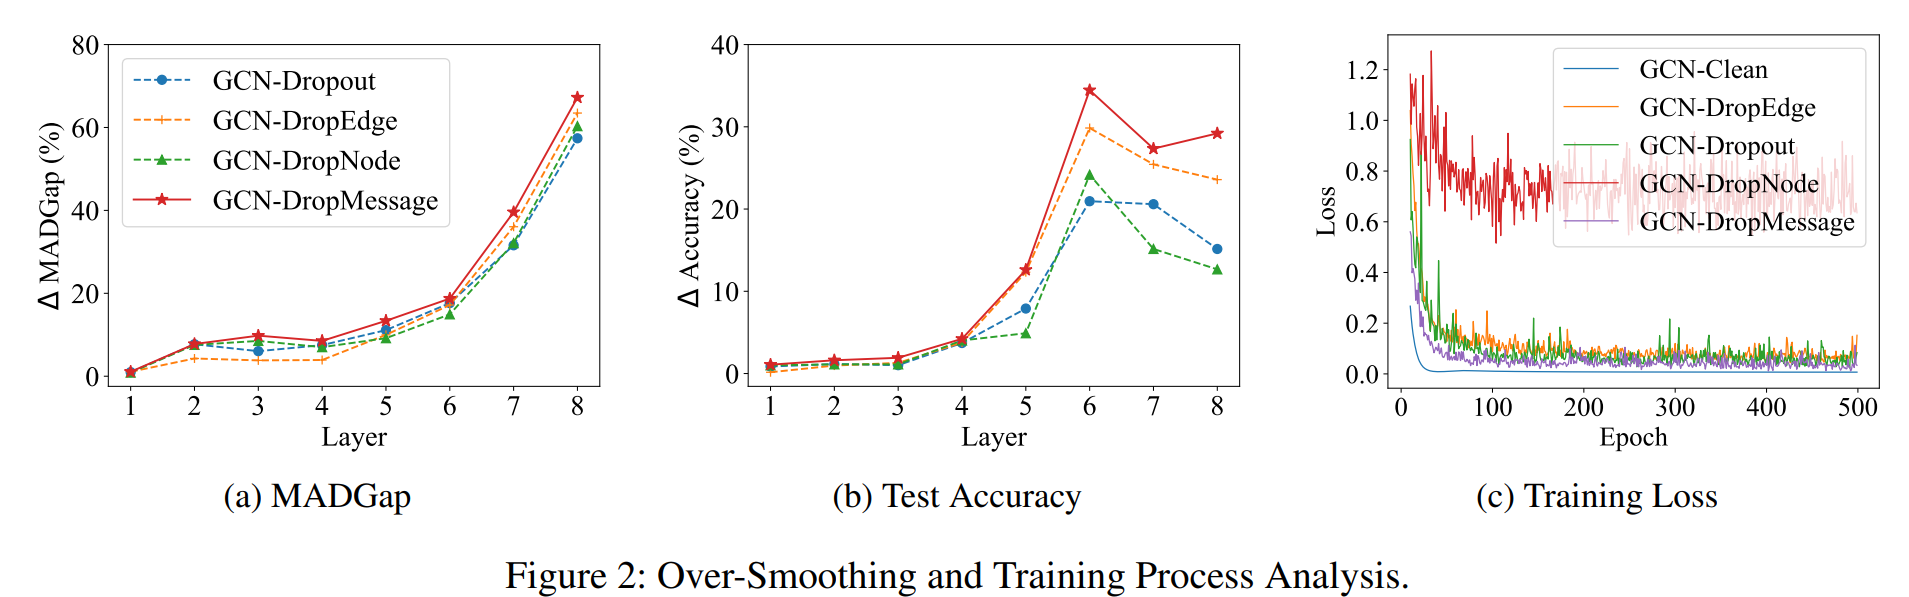 80
60
40
20
0
Δ MADGap (%)
GCN-Dropout
GCN-DropEdge
GCN-DropNode
GCN-DropMessage
1 2 3 4 5 6 7 8
Layer
(a) MADGap
40
30
20
10
0
Δ Accuracy (%)
1 2 3 4 5 6 7 8
Layer
(b) Test Accuracy
1.2
1.0
0.8
0.6
0.4
0.2
0.0
Loss
GCN-Clean
GCN-DropEdge
GCN-Dropout
GCN-DropNode
GCN-DropMessage
0 100 200 300 400 500
Epoch
(c) Training Loss
Figure 2: Over-Smoothing and Training Process Analysis.